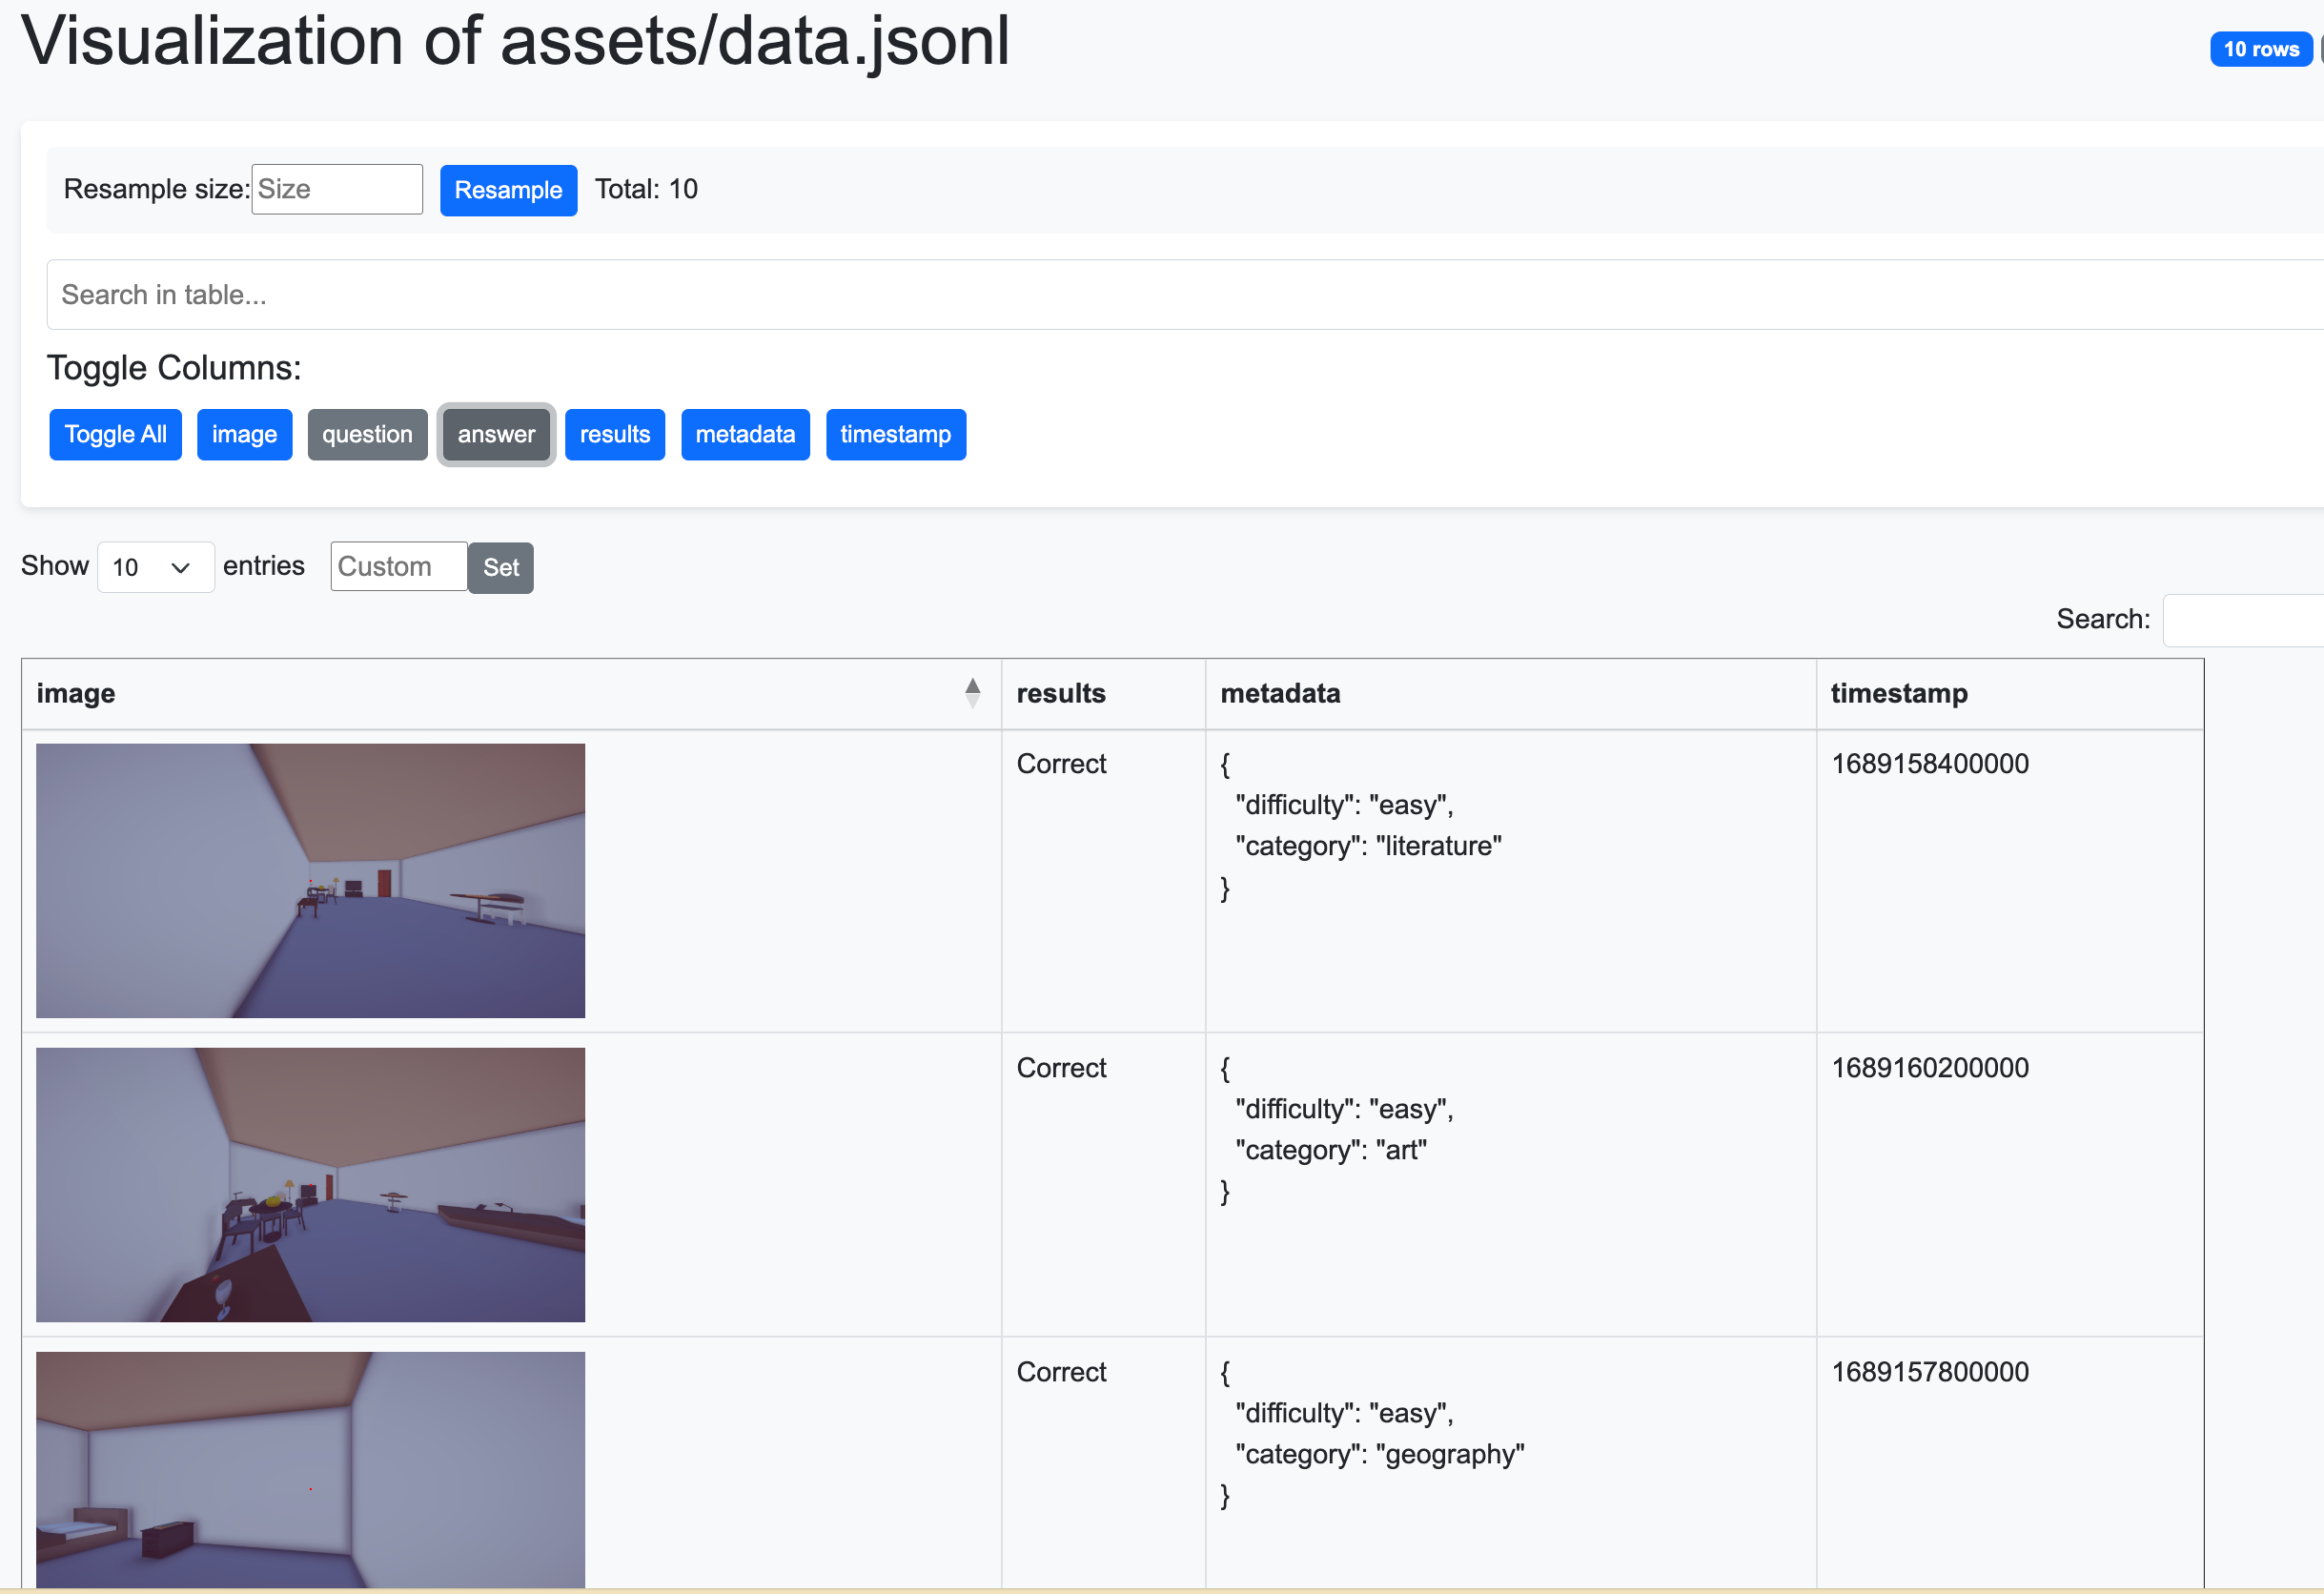 Visualization of assets/data.jsonl
10 rows
Resample size: Size Resample Total: 10
Search in table...
Toggle Columns:
Toggle All image question answer results metadata timestamp
Show 10 entries Custom Set
Search:
image results metadata timestamp
Correct { 1689158400000
"difficulty": "easy",
"category": "literature"
}
Correct { 1689160200000
"difficulty": "easy",
"category": "art"
}
Correct { 1689157800000
"difficulty": "easy",
"category": "geography"
}